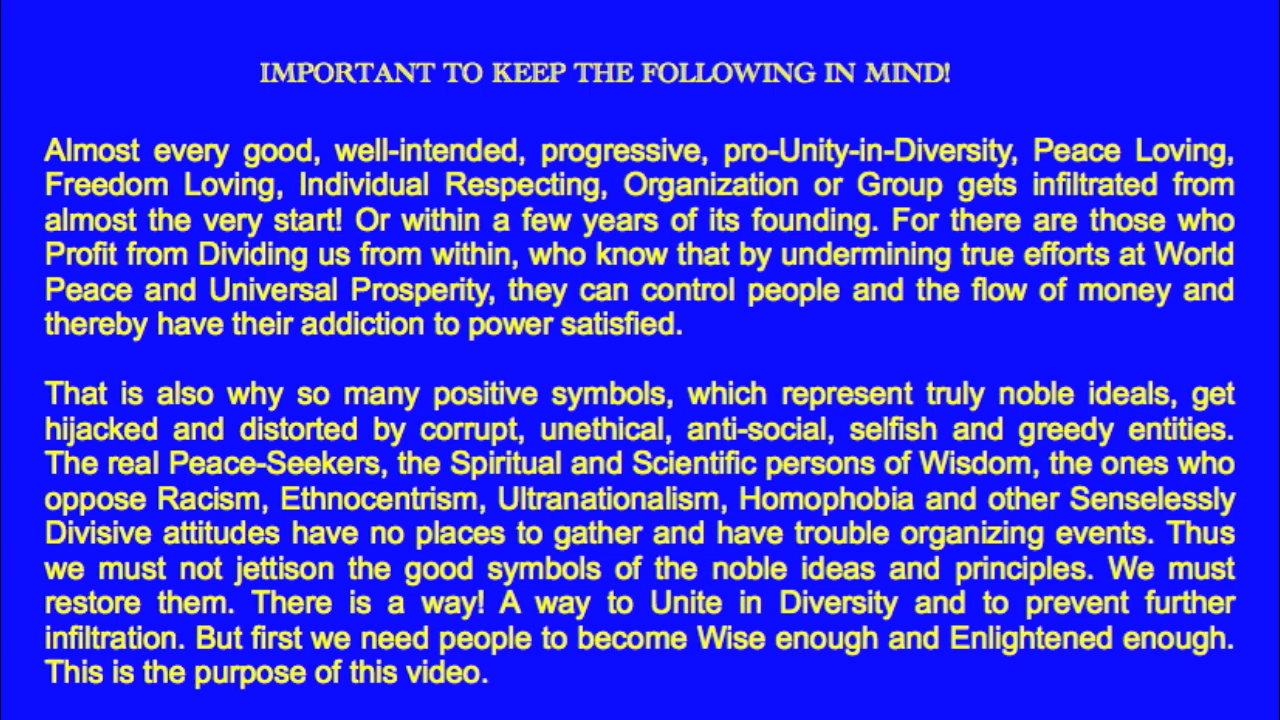 IMPORTANT TO KEEP THE FOLLOWING IN MIND!
Almost every good, well-intended, progressive, pro-Unity-in-Diversity, Peace Loving,
Freedom Loving, Individual Respecting, Organization or Group gets infiltrated from
almost the very start! Or within a few years of its founding. For there are those who
Profit from Dividing us from within, who know that by undermining true efforts at World
Peace and Universal Prosperity, they can control people and the flow of money and
thereby have their addiction to power satisfied.
That is also why so many positive symbols, which represent truly noble ideals, get
hijacked and distorted by corrupt, unethical, anti-social, selfish and greedy entities.
The real Peace-Seekers, the Spiritual and Scientific persons of Wisdom, the ones who
oppose Racism, Ethnocentrism, Ultranationalism, Homophobia and other Senselessly
Divisive attitudes have no places to gather and have trouble organizing events. Thus
we must not jettison the good symbols of the noble ideas and principles. We must
restore them. There is a way! A way to Unite in Diversity and to prevent further
infiltration. But first we need people to become Wise enough and Enlightened enough.
This is the purpose of this video.